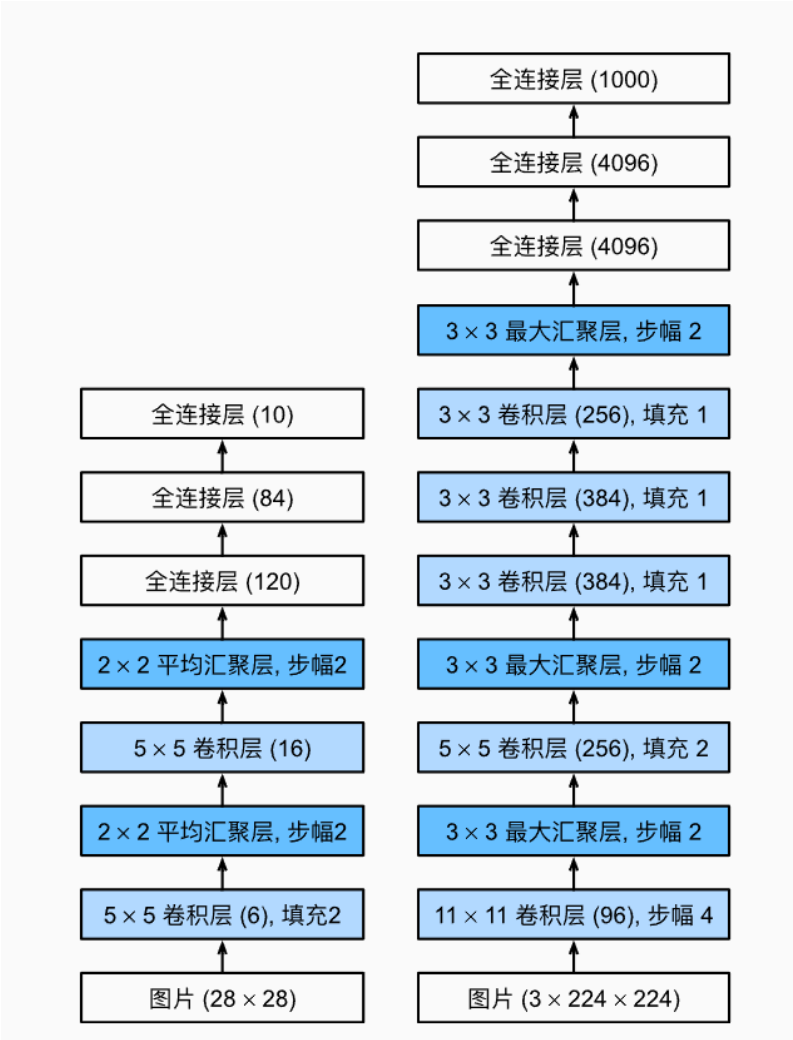 全连接层 (10)
全连接层 (84)
全连接层 (120)
2 × 2 平均汇聚层, 步幅2
5 × 5 卷积层 (16)
2 × 2 平均汇聚层, 步幅2
5 × 5 卷积层 (6), 填充2
图片 (28 × 28)
全连接层 (1000)
全连接层 (4096)
全连接层 (4096)
3 × 3 最大汇聚层, 步幅 2
3 × 3 卷积层 (256), 填充 1
3 × 3 卷积层 (384), 填充 1
3 × 3 卷积层 (384), 填充 1
3 × 3 最大汇聚层, 步幅 2
5 × 5 卷积层 (256), 填充 2
3 × 3 最大汇聚层, 步幅 2
11 × 11 卷积层 (96), 步幅 4
图片 (3 × 224 × 224)